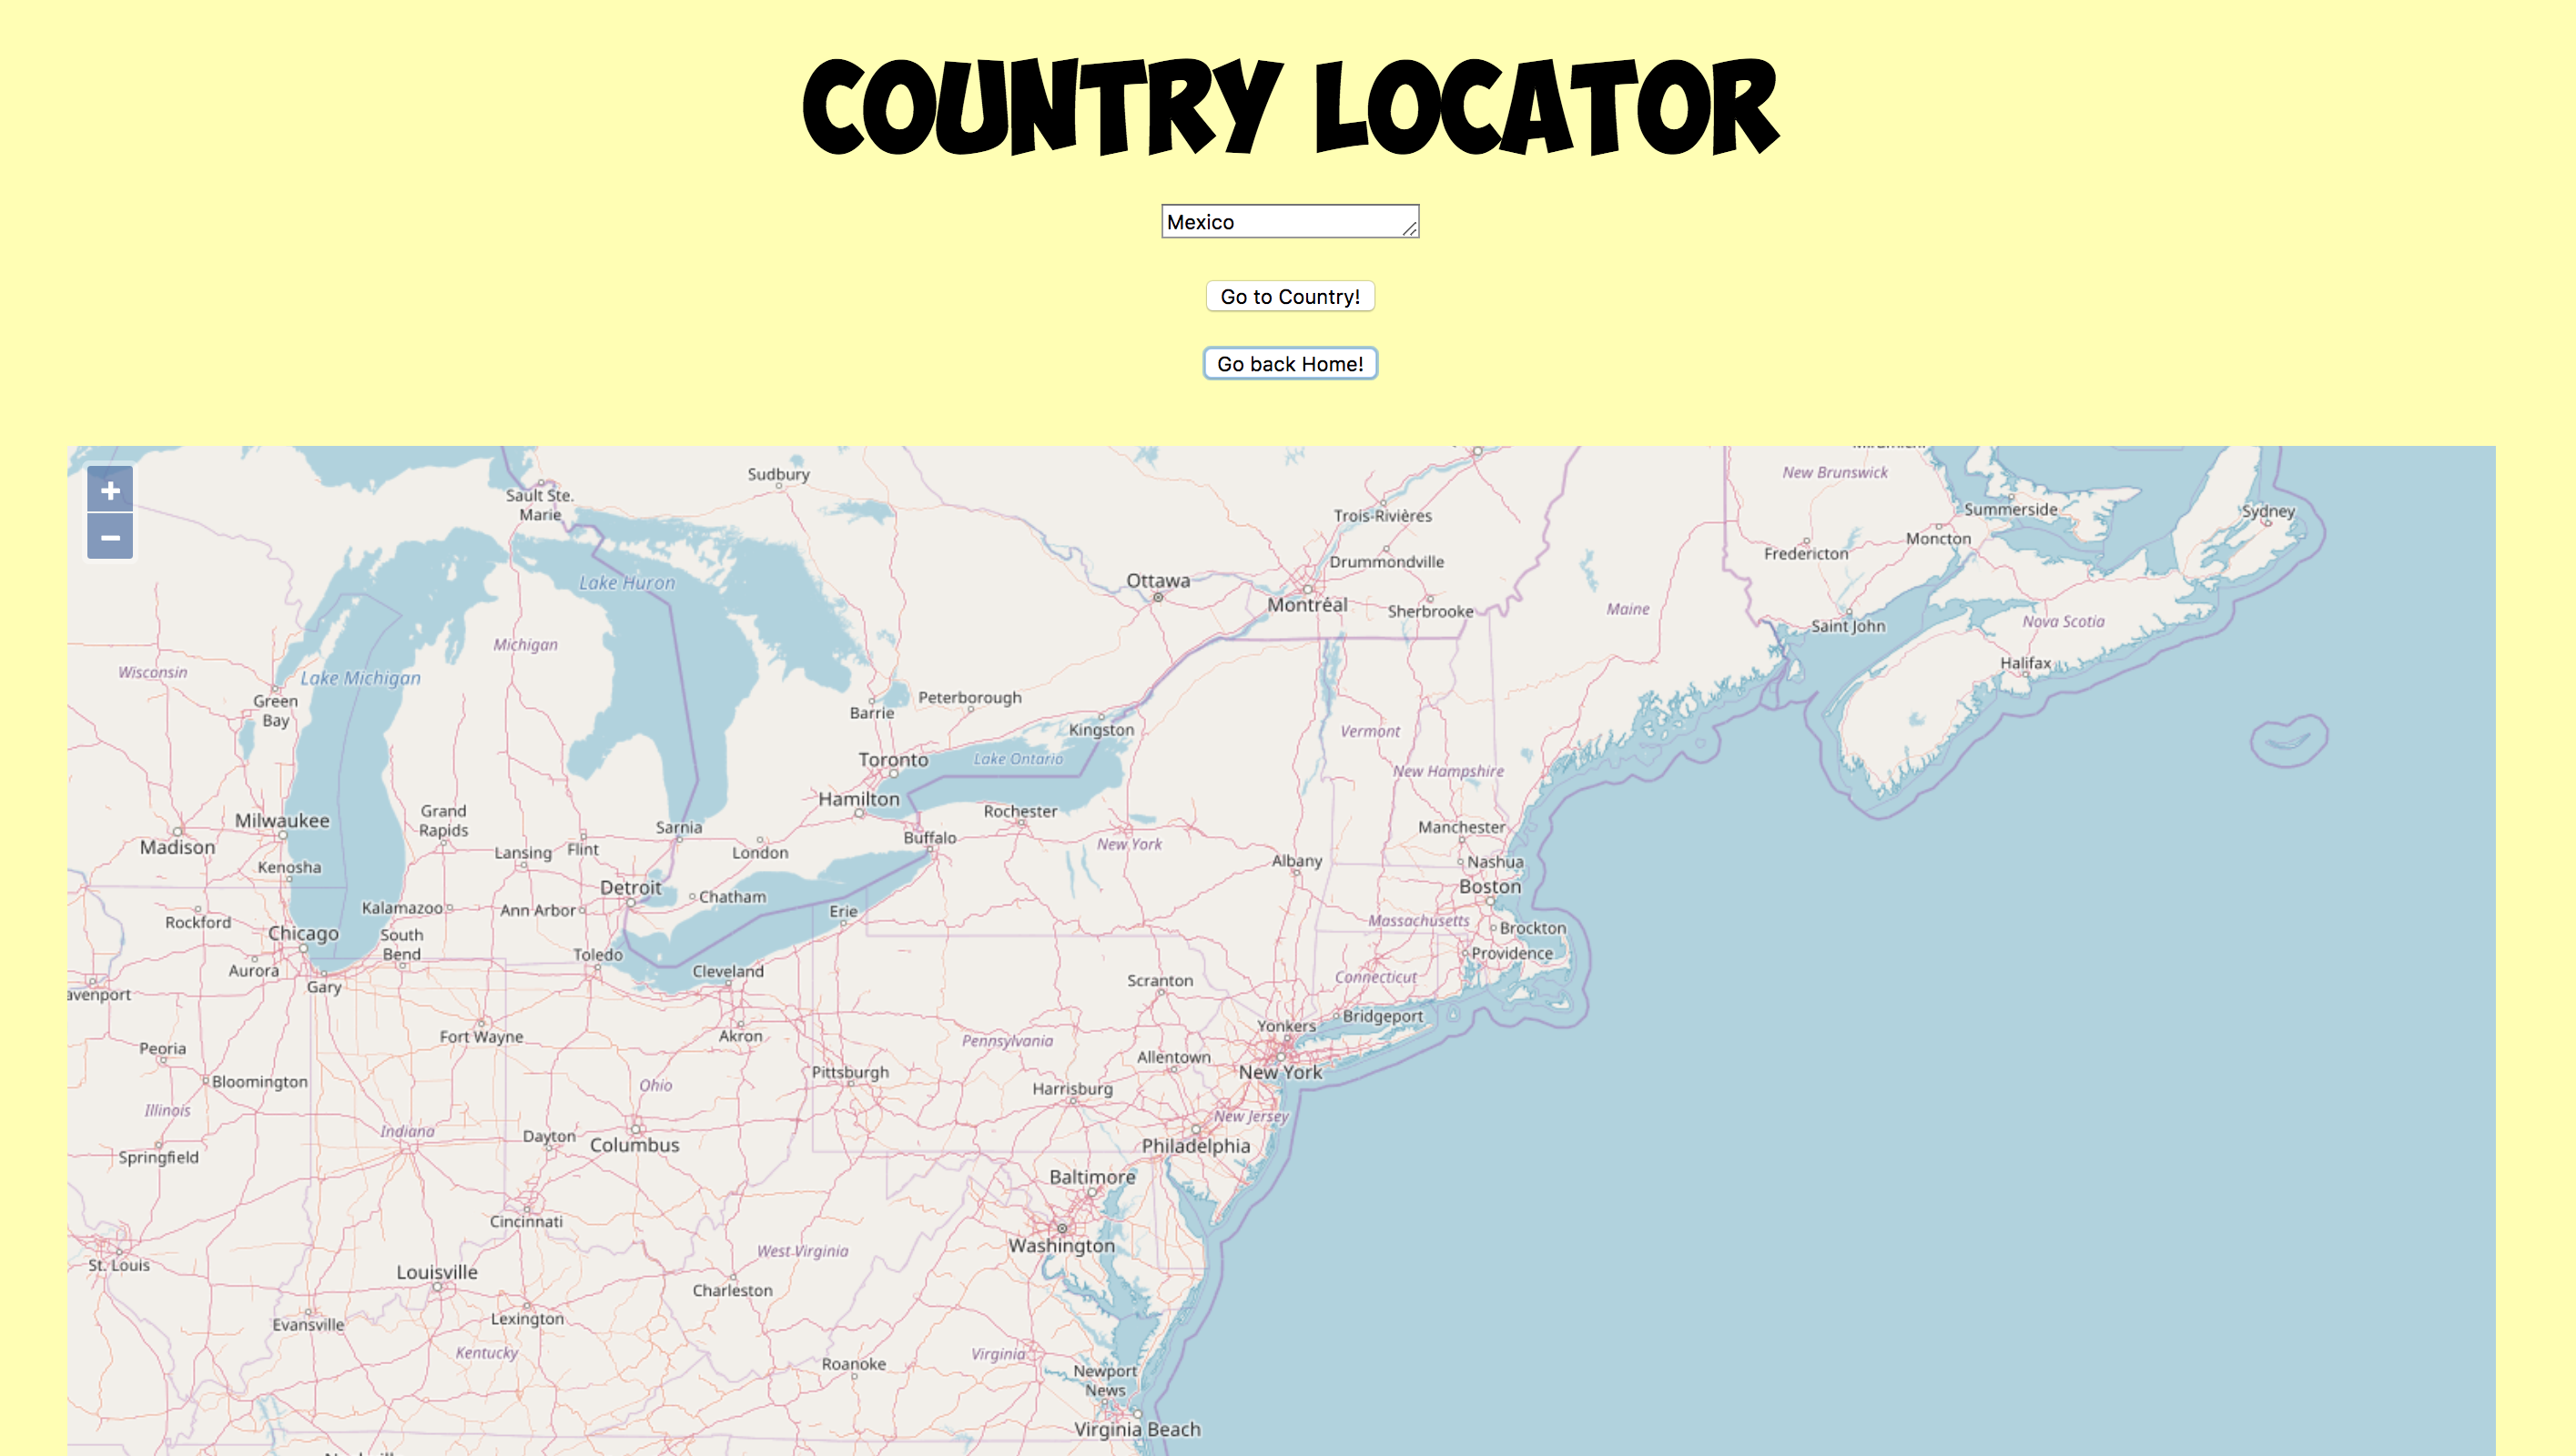 COUNTRY LOCATOR
Mexico
Go to Country!
Go back Home!
+
−
Sudbury
New Brunswick
Sault Ste.
Marie
Summerside
Sydney
Trois-Rivières
Moncton
Fredericton
Drummondville
Lake Huron
Ottawa
Montréal
Sherbrooke
Maine
Nova Scotia
Saint John
Michigan
Halifax
Wisconsin
Lake Michigan
Green
Bay
Peterborough
Barrie
Kingston
Vermont
Toronto
Lake Ontario
New Hampshire
Hamilton
Grand
Rapids
Rochester
Milwaukee
Sarnia
Manchester
Madison
Buffalo
New York
Lansing
Flint
London
Albany
Nashua
Kenosha
Detroit
Boston
Chatham
Kalamazoo
Ann Arbor
Erie
Rockford
Massachusetts
Brockton
Chicago
South
Bend
Toledo
Providence
Aurora
Cleveland
Connecticut
Scranton
Gary
avenport
Bridgeport
Yonkers
Fort Wayne
Akron
Pennsylvania
Peoria
Allentown
Pittsburgh
New York
Bloomington
Ohio
Harrisburg
Illinois
New Jersey
Indiana
Dayton
Columbus
Philadelphia
Springfield
Baltimore
Cincinnati
Washington
West Virginia
St. Louis
Louisville
Charleston
Lexington
Evansville
Kentucky
Virginia
Roanoke
Newport
News
Virginia Beach